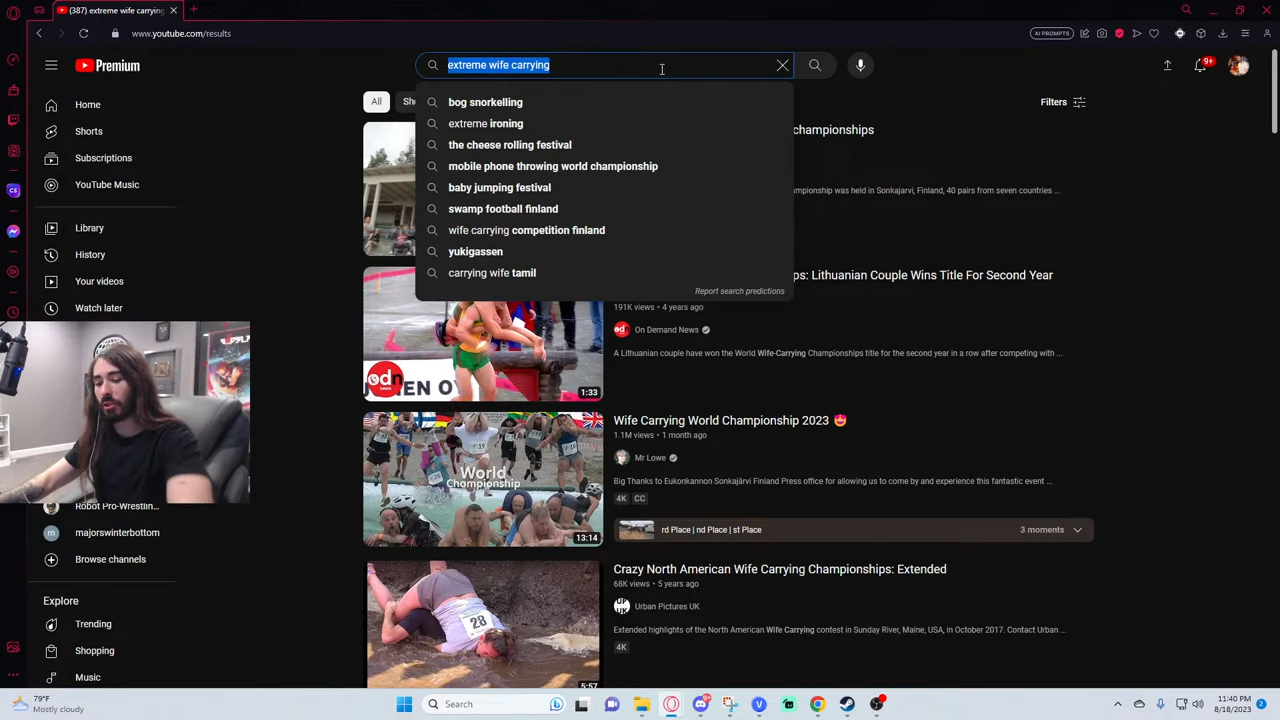 (387) extreme wife carrying
www.youtube.com/results
AI PROMPTS
Premium
extreme wife carrying
9+
Home
Shorts
Subscriptions
YouTube Music
Library
History
Your videos
Watch later
All
Sh
Filters
bog snorkelling
extreme ironing
the cheese rolling festival
mobile phone throwing world championship
baby jumping festival
swamp football finland
wife carrying competition finland
yukigassen
carrying wife tamil
Report search predictions
championships
championship was held in Sonkajarvi, Finland, 40 pairs from seven countries ...
ps: Lithuanian Couple Wins Title For Second Year
191K views • 4 years ago
On Demand News
A Lithuanian couple have won the World Wife-Carrying Championships title for the second year in a row after competing with ...
odn
news
1:33
Wife Carrying World Championship 2023 🤩
1.1M views • 1 month ago
Mr Lowe
Big Thanks to Eukonkannon Sonkajärvi Finland Press office for allowing us to come by and experience this fantastic event ...
4K CC
rd Place | nd Place | st Place
3 moments
19
World
Championship
13:14
Crazy North American Wife Carrying Championships: Extended
68K views • 5 years ago
Urban Pictures UK
Extended highlights of the North American Wife Carrying contest in Sunday River, Maine, USA, in October 2017. Contact Urban ...
4K
28
5:57
Robot Pro-Wrestlin...
majorswinterbottom
Browse channels
Explore
Trending
Shopping
Music
79°F
Mostly cloudy
Search
9+
11:40 PM
8/18/2023
2